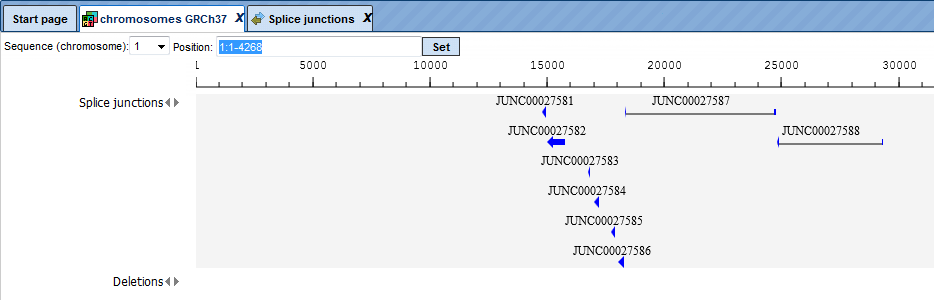 Start page chromosomes GRCh37 X Splice junctions X
Sequence (chromosome): 1 Position: 1:1-4268 Set
1 5000 10000 15000 20000 25000 30000
Splice junctions JUNC00027581 JUNC00027587
JUNC00027582 JUNC00027588
JUNC00027583
JUNC00027584
JUNC00027585
JUNC00027586
Deletions